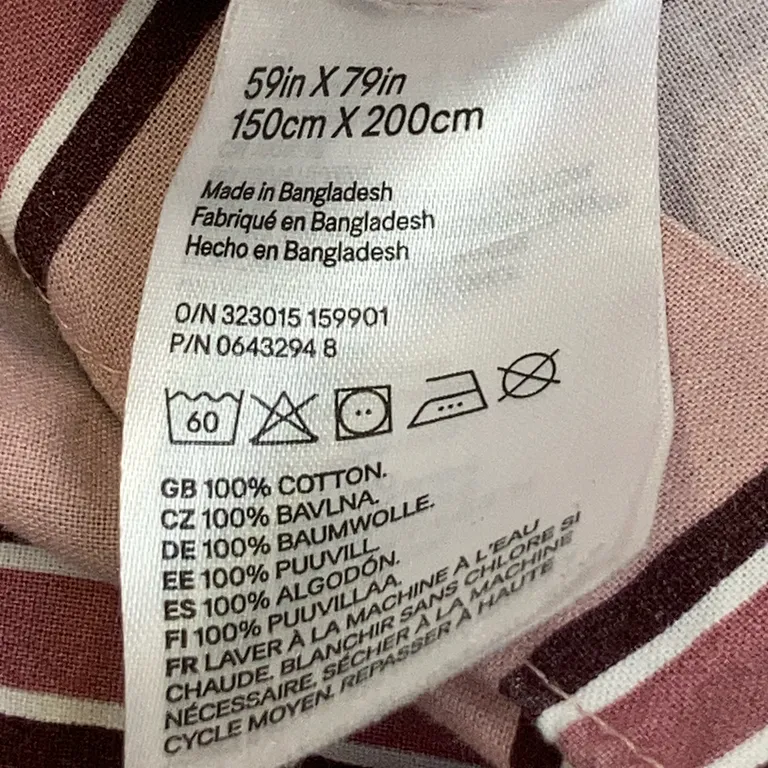 59in X 79in
150cm X 200cm
Made in Bangladesh
Fabriqué en Bangladesh
Hecho en Bangladesh
O/N 323015 159901
P/N 0643294 8
60
GB 100% COTTON.
CZ 100% BAVLNA.
DE 100% BAUMWOLLE.
EE 100% PUUVILL.
ES 100% ALGODÓN.
FI 100% PUUVILLAA.
FR LAVER À LA MACHINE À L'EAU
CHAUDE. BLANCHIR SANS CHLORE SI
NÉCESSAIRE. SÉCHER À LA MACHINE
CYCLE MOYEN. REPASSER À HAUTE